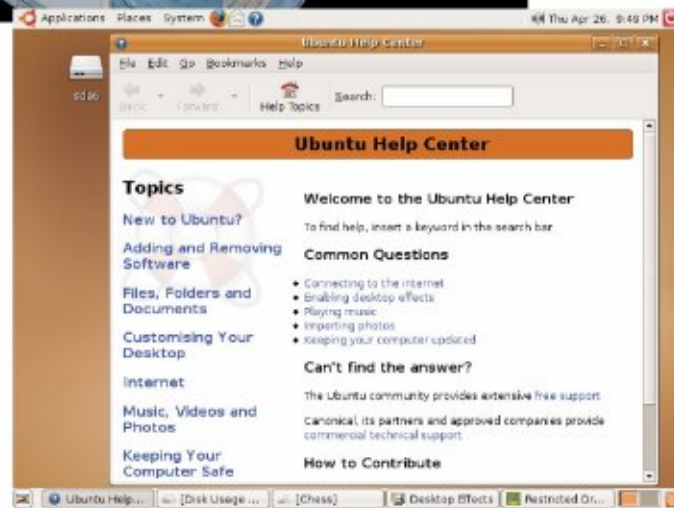 Applications Places System
Thu Apr 26, 9:49 PM
sda6
Ubuntu Help Center
File Edit Go Bookmarks Help
Back Forward Help Topics Search:
Ubuntu Help Center
Topics
New to Ubuntu?
Adding and Removing
Software
Files, Folders and
Documents
Customising Your
Desktop
Internet
Music, Videos and
Photos
Keeping Your
Computer Safe
Welcome to the Ubuntu Help Center
To find help, insert a keyword in the search bar
Common Questions
Connecting to the internet
Enabling desktop effects
Playing music
Importing photos
Keeping your computer updated
Can't find the answer?
The Ubuntu community provides extensive free support
Canonical, its partners and approved companies provide
commercial technical support
How to Contribute
Ubuntu Help... [Disk Usage ... [Chess] Desktop Effects Restricted Dr...